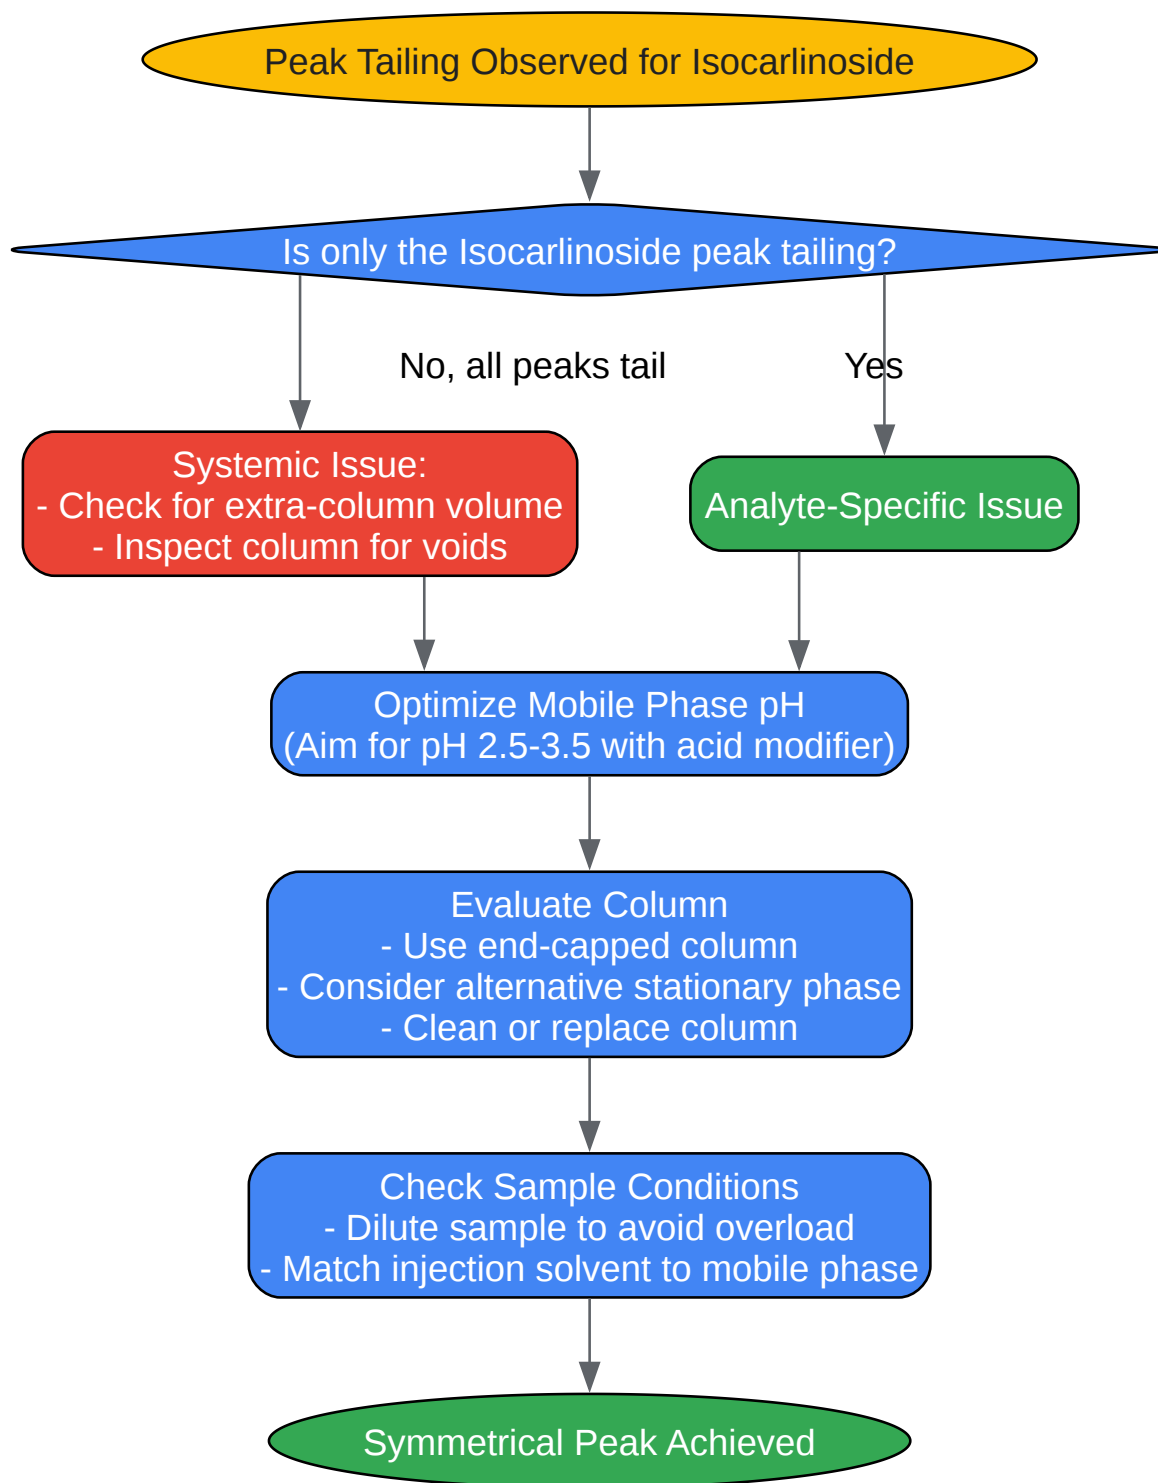 Peak Tailing Observed for Isocarlinoside
Is only the Isocarlinoside peak tailing?
No, all peaks tail
Yes
Systemic Issue:
- Check for extra-column volume
- Inspect column for voids
Analyte-Specific Issue
Optimize Mobile Phase pH
(Aim for pH 2.5-3.5 with acid modifier)
Evaluate Column
- Use end-capped column
- Consider alternative stationary phase
- Clean or replace column
Check Sample Conditions
- Dilute sample to avoid overload
- Match injection solvent to mobile phase
Symmetrical Peak Achieved